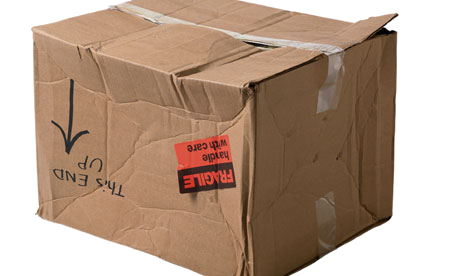 THIS END
UP
FRAGILE
handle
with care